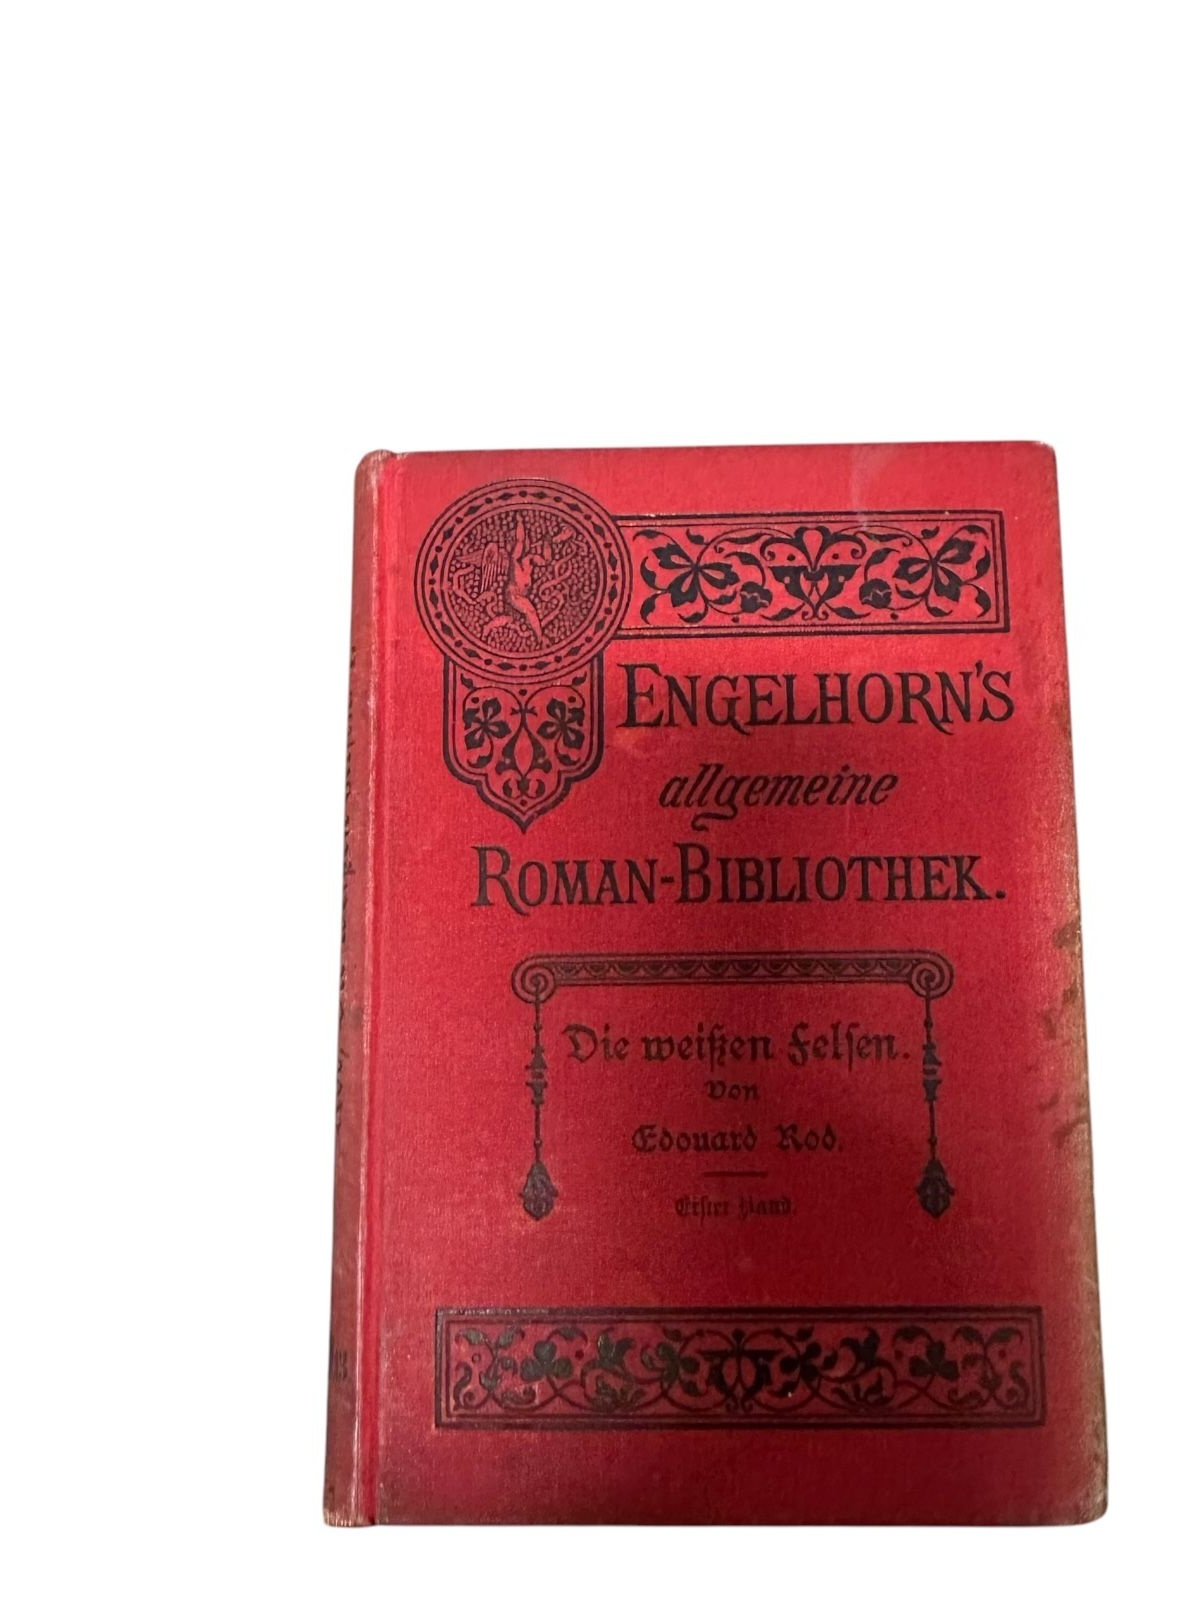 ENGELHORN'S
allgemeine
ROMAN-BIBLIOTHEK.
Die weißen Felsen.
Von
Edouard Rod.
Erster Band.